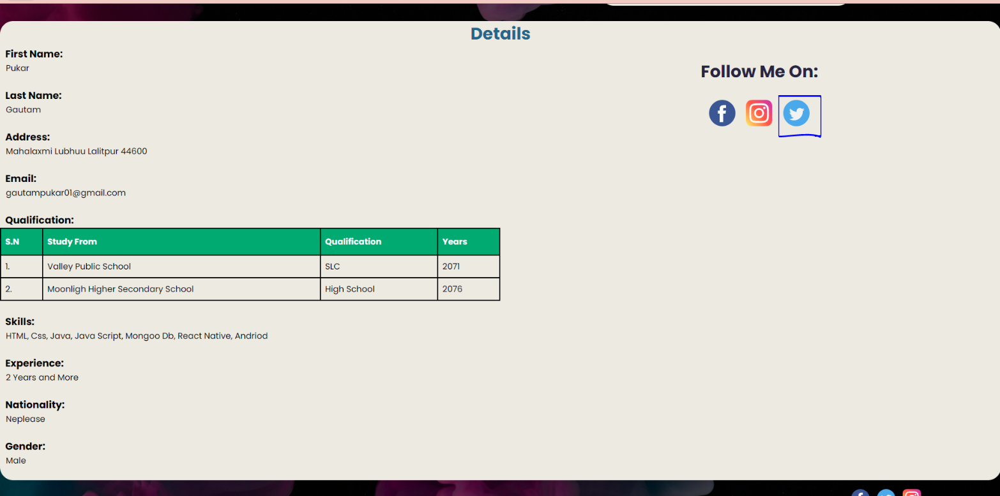 Details
First Name:
Pukar
Last Name:
Gautam
Address:
Mahalaxmi Lubhuu Lalitpur 44600
Email:
gautampukar01@gmail.com
Qualification:
S.N Study From Qualification Years
1. Valley Public School SLC 2071
2. Moonligh Higher Secondary School High School 2076
Skills:
HTML, Css, Java, Java Script, Mongoo Db, React Native, Andriod
Experience:
2 Years and More
Nationality:
Neplease
Gender:
Male
Follow Me On: